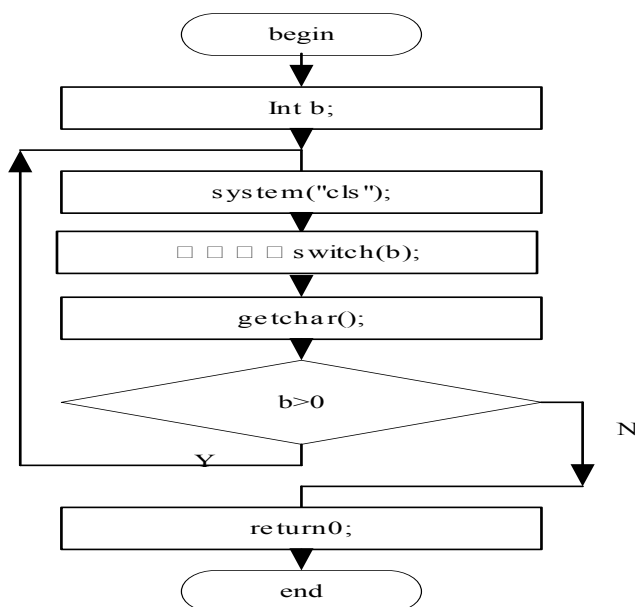 begin
Int b;
system("cls");
□ □ □ □ switch(b);
getchar();
b>0
N
Y
return0;
end